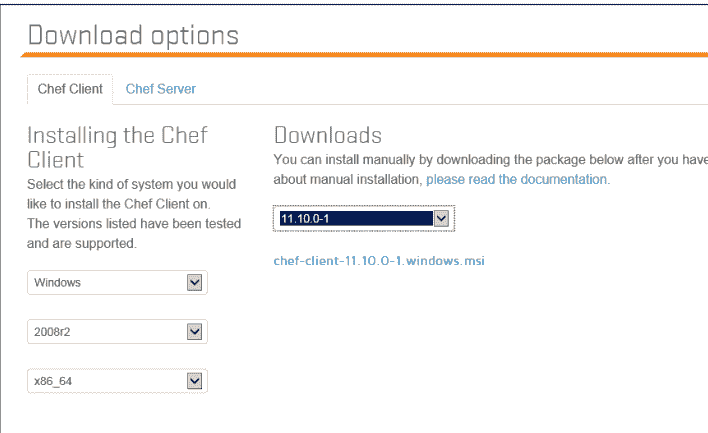 Download options
Chef Client
Chef Server
Installing the Chef
Client
Select the kind of system you would
like to install the Chef Client on.
The versions listed have been tested
and are supported.
Windows
2008r2
x86_64
Downloads
You can install manually by downloading the package below after you have
about manual installation, please read the documentation.
11.10.0-1
chef-client-11.10.0-1.windows.msi